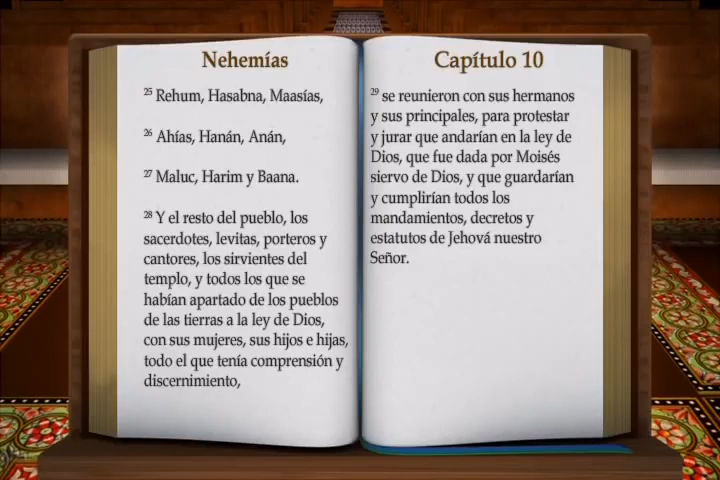 Nehemías
25 Rehum, Hasabna, Maasías,
26 Ahías, Hanán, Anán,
27 Maluc, Harim y Baana.
28 Y el resto del pueblo, los
sacerdotes, levitas, porteros y
cantores, los sirvientes del
templo, y todos los que se
habían apartado de los pueblos
de las tierras a la ley de Dios,
con sus mujeres, sus hijos e hijas,
todo el que tenía comprensión y
discernimiento,
Capítulo 10
29 se reunieron con sus hermanos
y sus principales, para protestar
y jurar que andarían en la ley de
Dios, que fue dada por Moisés
siervo de Dios, y que guardarían
y cumplirían todos los
mandamientos, decretos y
estatutos de Jehová nuestro
Señor.